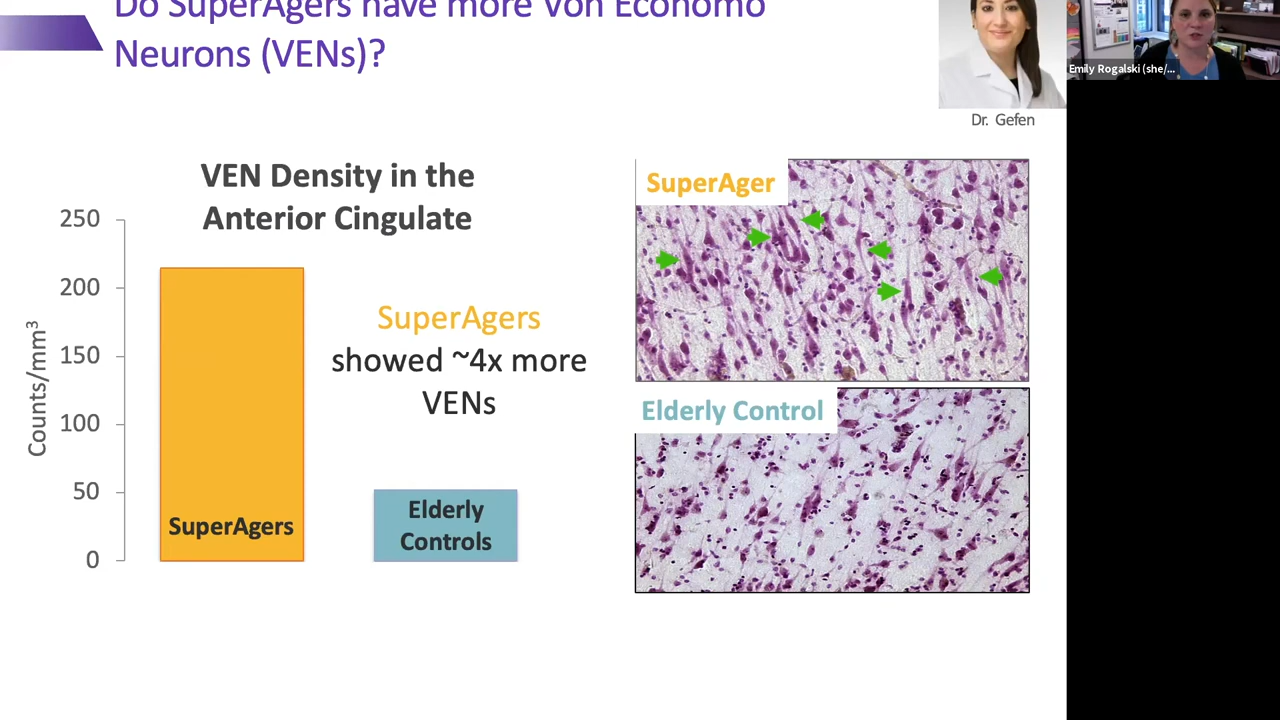 Do SuperAgers have more Von Economo
Neurons (VENs)?
Emily Rogalski (she/...
Dr. Gefen
VEN Density in the
Anterior Cingulate
250
200
150
100
50
0
Counts/mm³
SuperAgers
Elderly
Controls
SuperAgers
showed ~4x more
VENs
SuperAger
Elderly Control